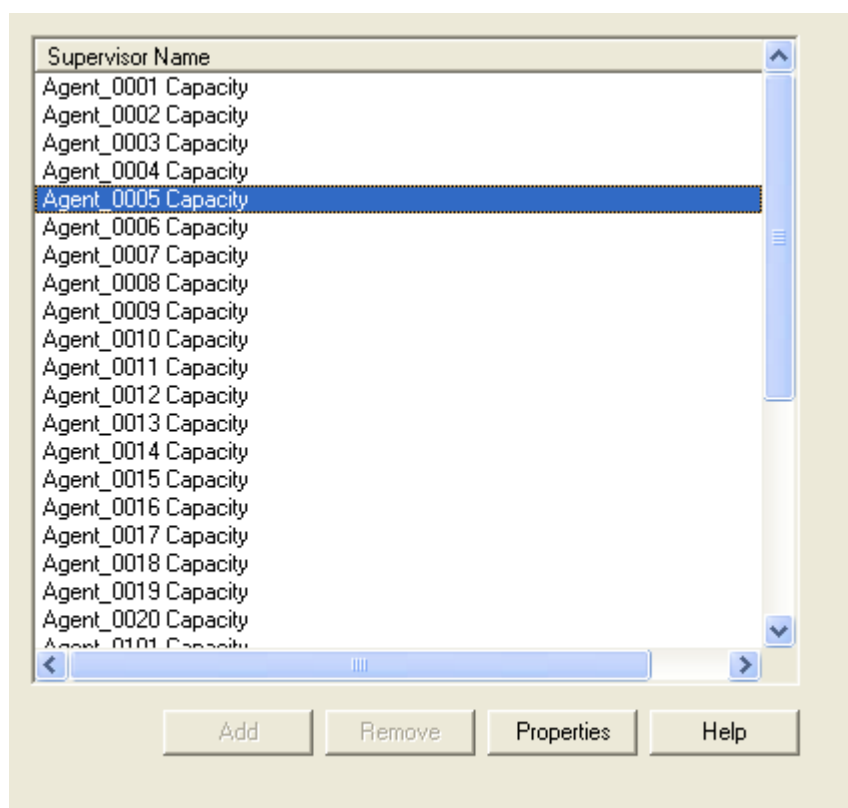 Supervisor Name
Agent_0001 Capacity
Agent_0002 Capacity
Agent_0003 Capacity
Agent_0004 Capacity
Agent_0005 Capacity
Agent_0006 Capacity
Agent_0007 Capacity
Agent_0008 Capacity
Agent_0009 Capacity
Agent_0010 Capacity
Agent_0011 Capacity
Agent_0012 Capacity
Agent_0013 Capacity
Agent_0014 Capacity
Agent_0015 Capacity
Agent_0016 Capacity
Agent_0017 Capacity
Agent_0018 Capacity
Agent_0019 Capacity
Agent_0020 Capacity
Agent_0101 Capacity
Add Remove Properties Help